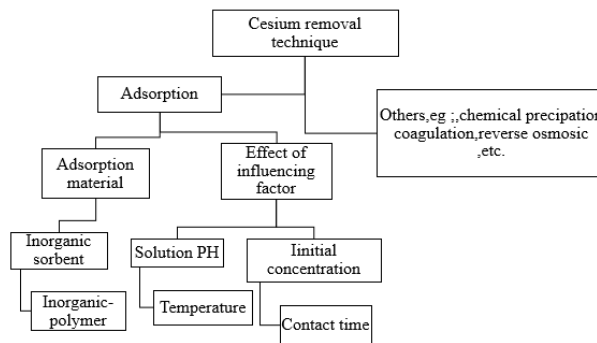 Cesium removal
technique
Adsorption
Others,eg ;,chemical precipation
coagulation,reverse osmosic
,etc.
Adsorption
material
Effect of
influencing
factor
Inorganic
sorbent
Solution PH
Iinitial
concentration
Inorganic-
polymer
Temperature
Contact time